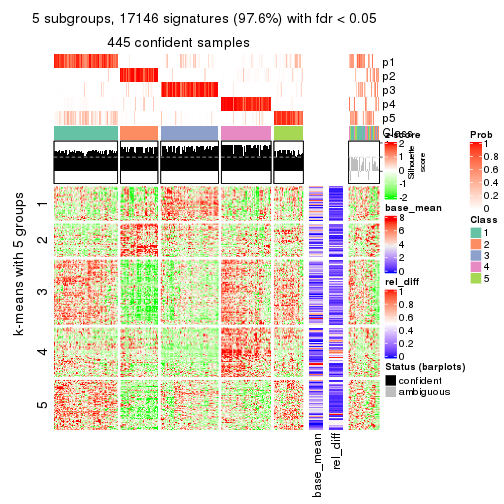 5 subgroups, 17146 signatures (97.6%) with fdr < 0.05
445 confident samples
p1
p2
p3
p4
p5
Class
Silhouette
score
k-means with 5 groups
1
2
3
4
5
base_mean
rel_diff
z-score
2
1
0
-1
-2
base_mean
8
6
4
2
0
rel_diff
1
0.8
0.6
0.4
0.2
0
Status (barplots)
confident
ambiguous
Prob
1
0.8
0.6
0.4
0.2
0
Class
1
2
3
4
5